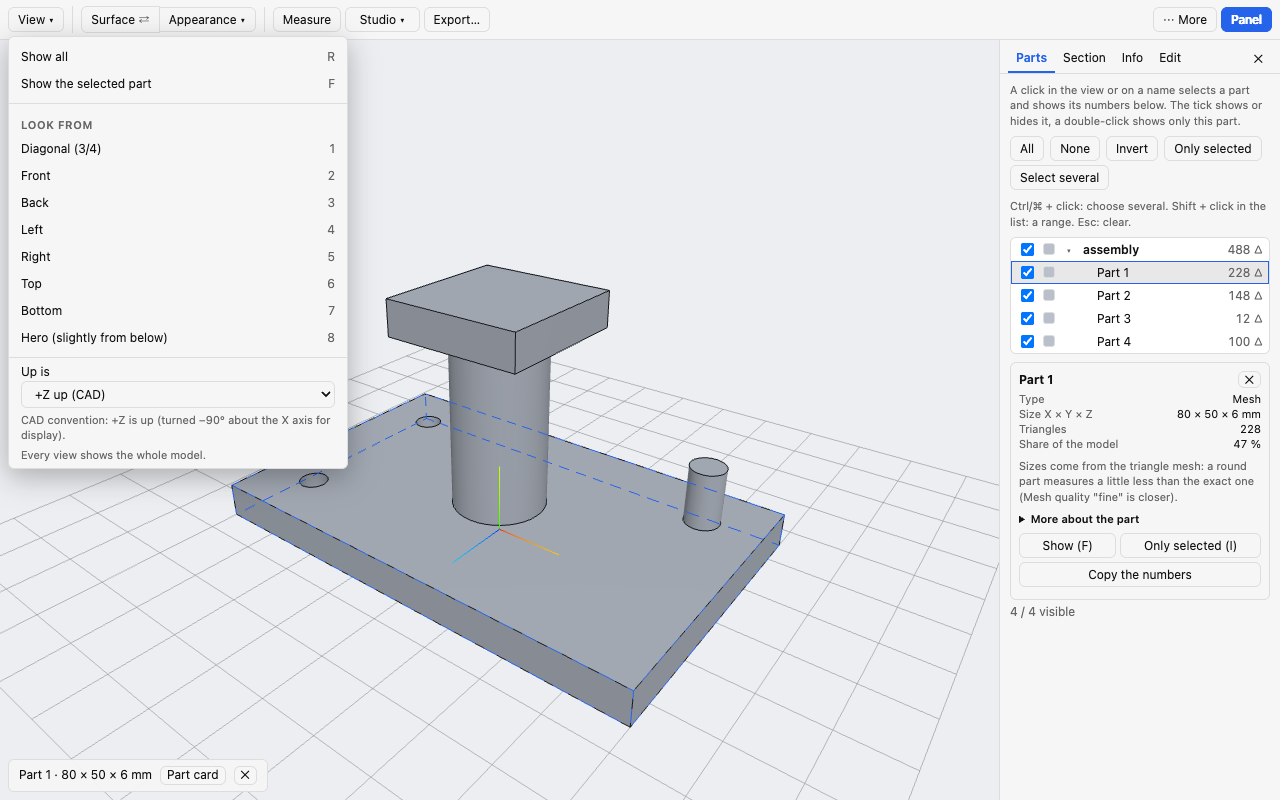 View ▾
Surface ⇄
Appearance ▾
Measure
Studio ▾
Export...
··· More
Panel
Show all R
Show the selected part F
LOOK FROM
Diagonal (3/4) 1
Front 2
Back 3
Left 4
Right 5
Top 6
Bottom 7
Hero (slightly from below) 8
Up is
+Z up (CAD)
CAD convention: +Z is up (turned −90° about the X axis for
display).
Every view shows the whole model.
Parts Section Info Edit
A click in the view or on a name selects a part
and shows its numbers below. The tick shows or
hides it, a double-click shows only this part.
All None Invert Only selected
Select several
Ctrl/⌘ + click: choose several. Shift + click in the
list: a range. Esc: clear.
▾ assembly 488 Δ
Part 1 228 Δ
Part 2 148 Δ
Part 3 12 Δ
Part 4 100 Δ
Part 1
Type Mesh
Size X × Y × Z 80 × 50 × 6 mm
Triangles 228
Share of the model 47 %
Sizes come from the triangle mesh: a round
part measures a little less than the exact one
(Mesh quality "fine" is closer).
▶ More about the part
Show (F) Only selected (I)
Copy the numbers
4 / 4 visible
Part 1 · 80 × 50 × 6 mm Part card